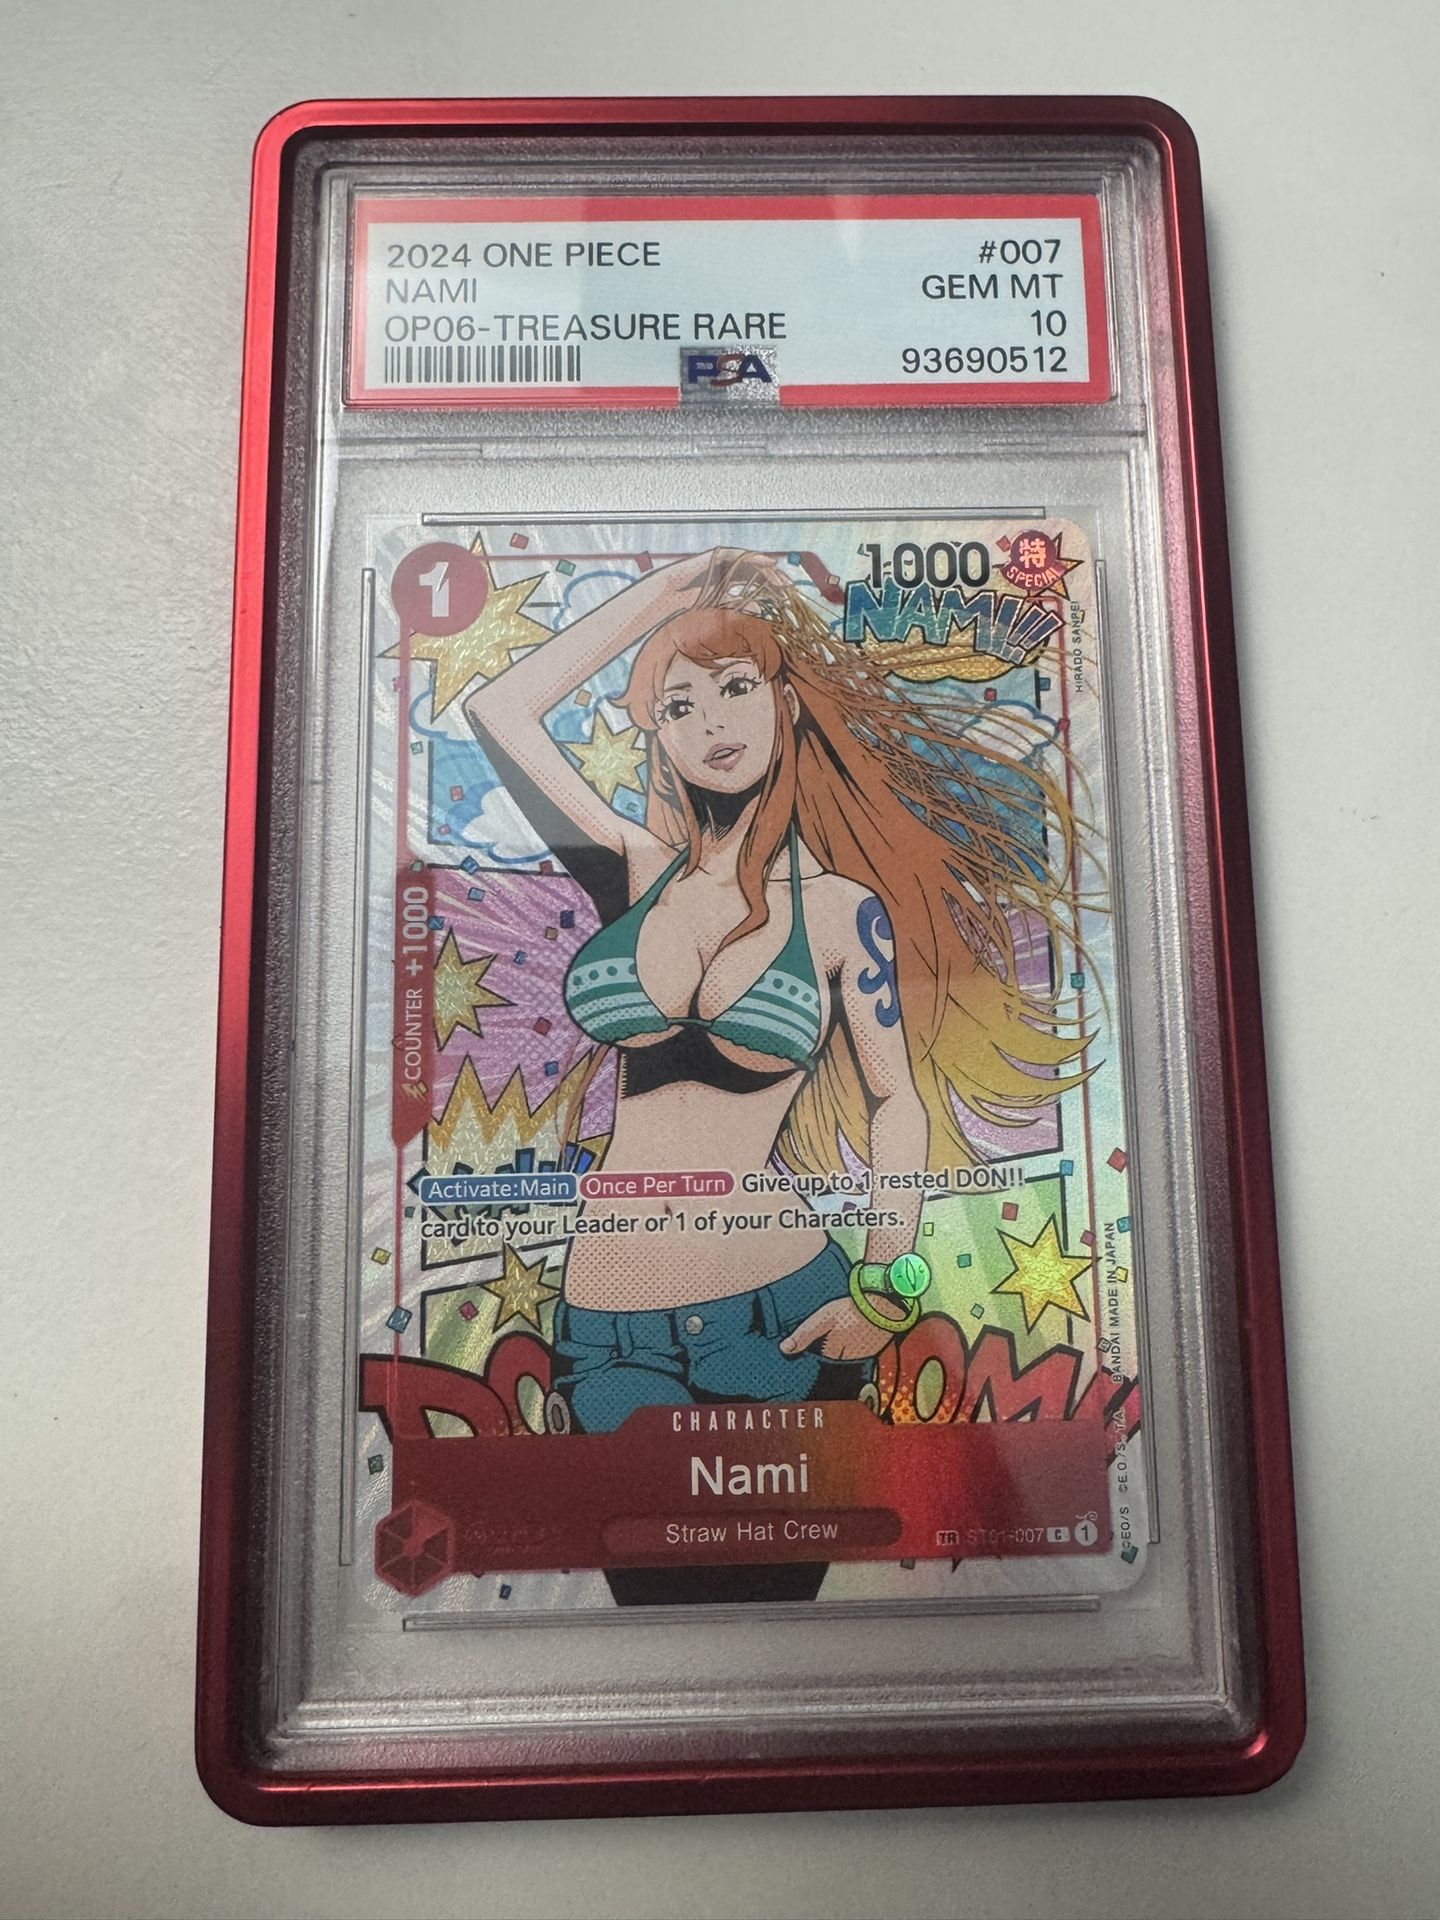 2024 ONE PIECE #007
NAMI GEM MT
OP06-TREASURE RARE 10
93690512
PSA
1
1000
特
SPECIAL
NAMI!!!
HIRADO SANPEI
COUNTER +1000
Activate:Main Once Per Turn Give up to 1 rested DON!!
card to your Leader or 1 of your Characters.
CHARACTER
Nami
Straw Hat Crew
TR ST01-007 C 1
BANDAI MADE IN JAPAN